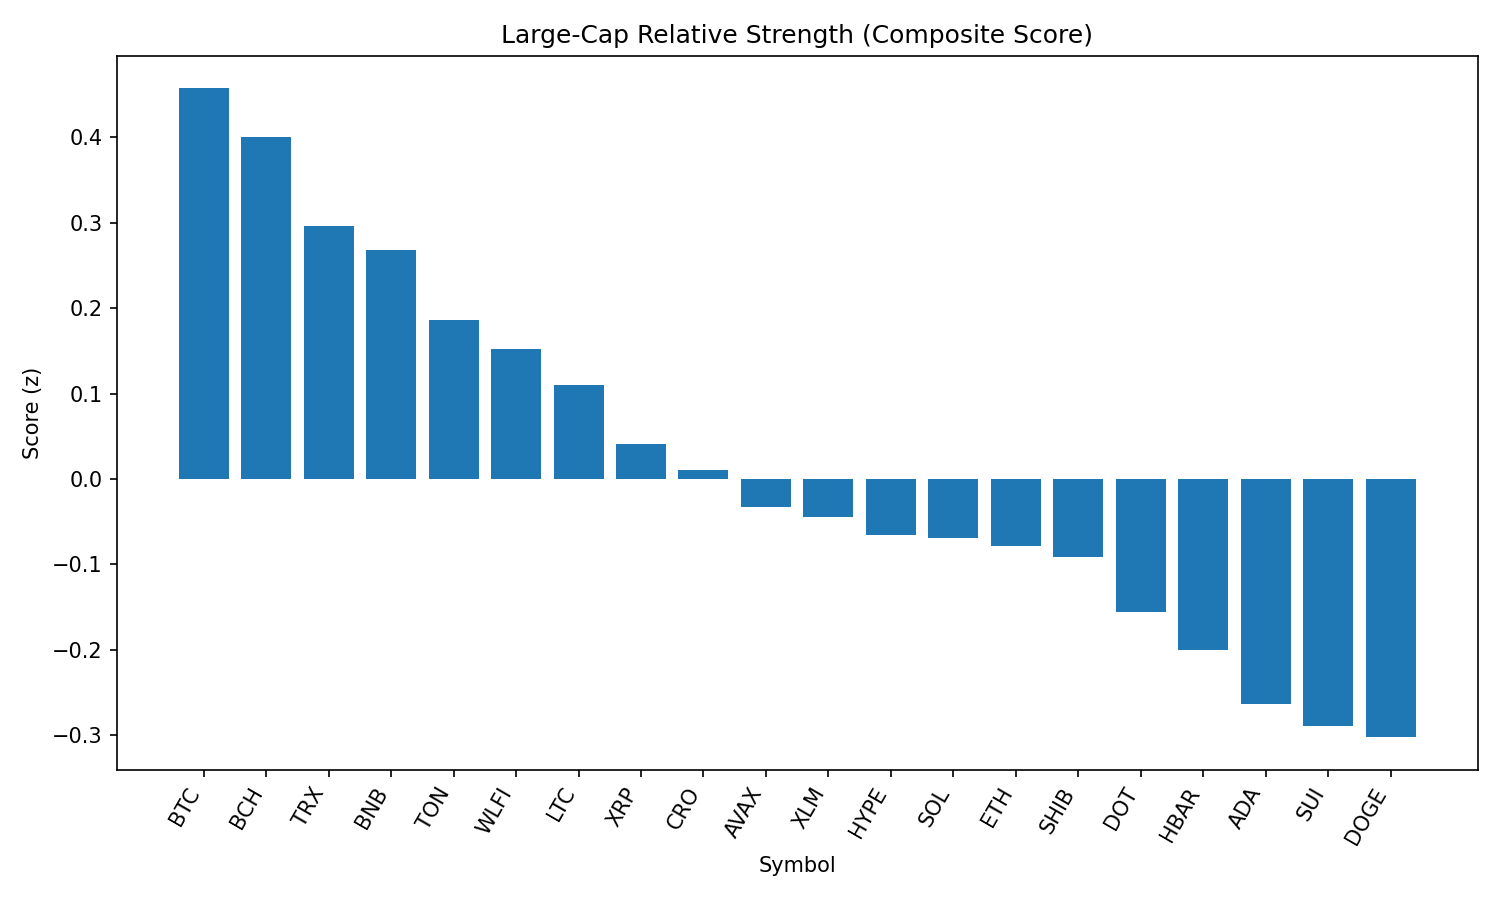 Large-Cap Relative Strength (Composite Score)
0.4
0.3
0.2
0.1
0.0
−0.1
−0.2
−0.3
Score (z)
BTC
BCH
TRX
BNB
TON
WLFI
LTC
XRP
CRO
AVAX
XLM
HYPE
SOL
ETH
SHIB
DOT
HBAR
ADA
SUI
DOGE
Symbol